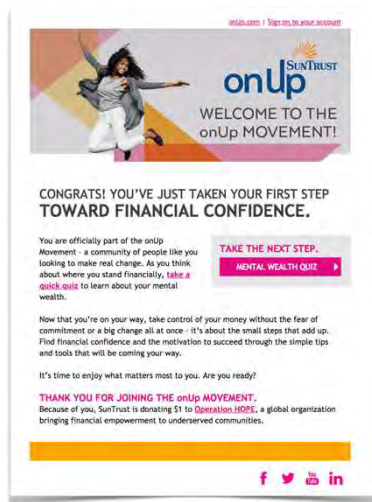 onUp.com | Sign on to your account
SUNTRUST
onUp
WELCOME TO THE
onUp MOVEMENT!
CONGRATS! YOU'VE JUST TAKEN YOUR FIRST STEP
TOWARD FINANCIAL CONFIDENCE.
You are officially part of the onUp
Movement – a community of people like you
looking to make real change. As you think
about where you stand financially, take a
quick quiz to learn about your mental
wealth.
TAKE THE NEXT STEP.
MENTAL WEALTH QUIZ
Now that you're on your way, take control of your money without the fear of
commitment or a big change all at once – it's about the small steps that add up.
Find financial confidence and the motivation to succeed through the simple tips
and tools that will be coming your way.
It's time to enjoy what matters most to you. Are you ready?
THANK YOU FOR JOINING THE onUp MOVEMENT.
Because of you, SunTrust is donating $1 to Operation HOPE, a global organization
bringing financial empowerment to underserved communities.
f You Tube in